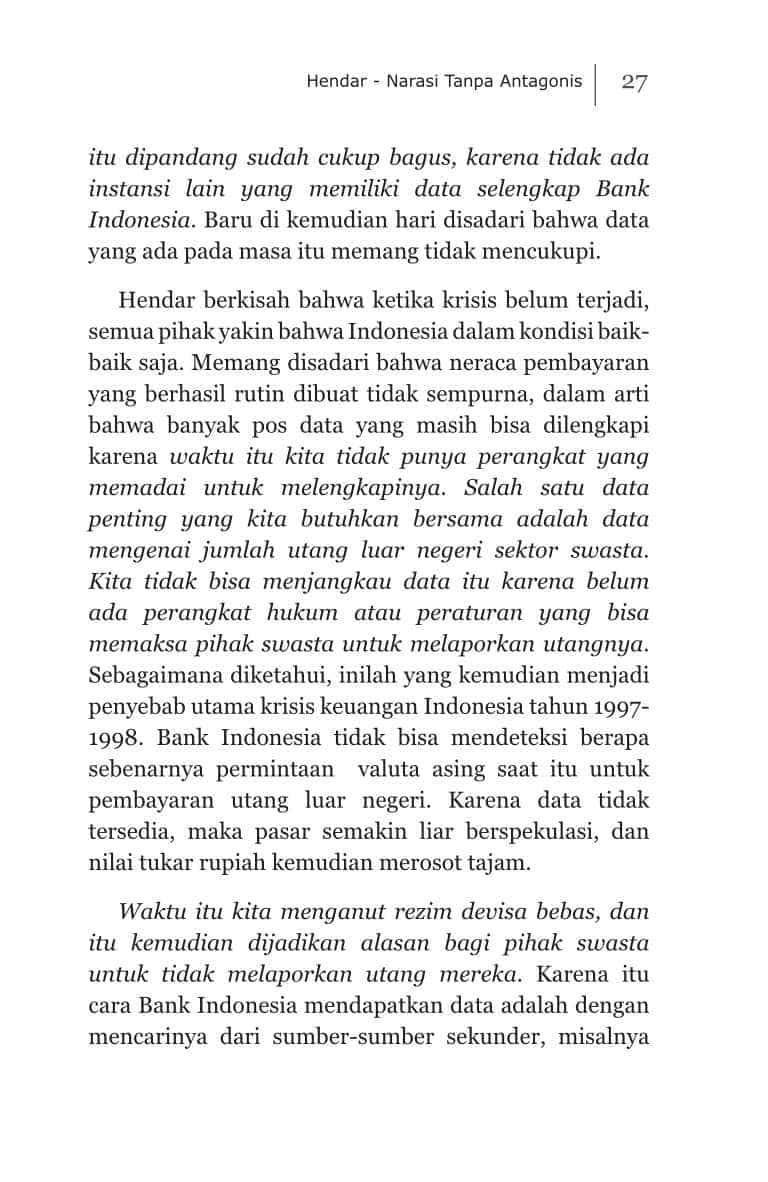 Hendar - Narasi Tanpa Antagonis 27
itu dipandang sudah cukup bagus, karena tidak ada
instansi lain yang memiliki data selengkap Bank
Indonesia. Baru di kemudian hari disadari bahwa data
yang ada pada masa itu memang tidak mencukupi.
Hendar berkisah bahwa ketika krisis belum terjadi,
semua pihak yakin bahwa Indonesia dalam kondisi baik-
baik saja. Memang disadari bahwa neraca pembayaran
yang berhasil rutin dibuat tidak sempurna, dalam arti
bahwa banyak pos data yang masih bisa dilengkapi
karena waktu itu kita tidak punya perangkat yang
memadai untuk melengkapinya. Salah satu data
penting yang kita butuhkan bersama adalah data
mengenai jumlah utang luar negeri sektor swasta.
Kita tidak bisa menjangkau data itu karena belum
ada perangkat hukum atau peraturan yang bisa
memaksa pihak swasta untuk melaporkan utangnya.
Sebagaimana diketahui, inilah yang kemudian menjadi
penyebab utama krisis keuangan Indonesia tahun 1997-
1998. Bank Indonesia tidak bisa mendeteksi berapa
sebenarnya permintaan valuta asing saat itu untuk
pembayaran utang luar negeri. Karena data tidak
tersedia, maka pasar semakin liar berspekulasi, dan
nilai tukar rupiah kemudian merosot tajam.
Waktu itu kita menganut rezim devisa bebas, dan
itu kemudian dijadikan alasan bagi pihak swasta
untuk tidak melaporkan utang mereka. Karena itu
cara Bank Indonesia mendapatkan data adalah dengan
mencarinya dari sumber-sumber sekunder, misalnya